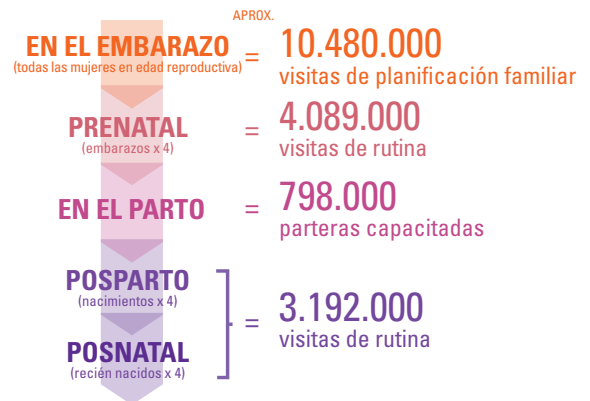 APROX.
EN EL EMBARAZO = 10.480.000
(todas las mujeres en edad reproductiva)
visitas de planificación familiar
PRENATAL = 4.089.000
(embarazos x 4)
visitas de rutina
EN EL PARTO = 798.000
parteras capacitadas
POSPARTO
(nacimientos x 4)
= 3.192.000
visitas de rutina
POSNATAL
(recién nacidos x 4)